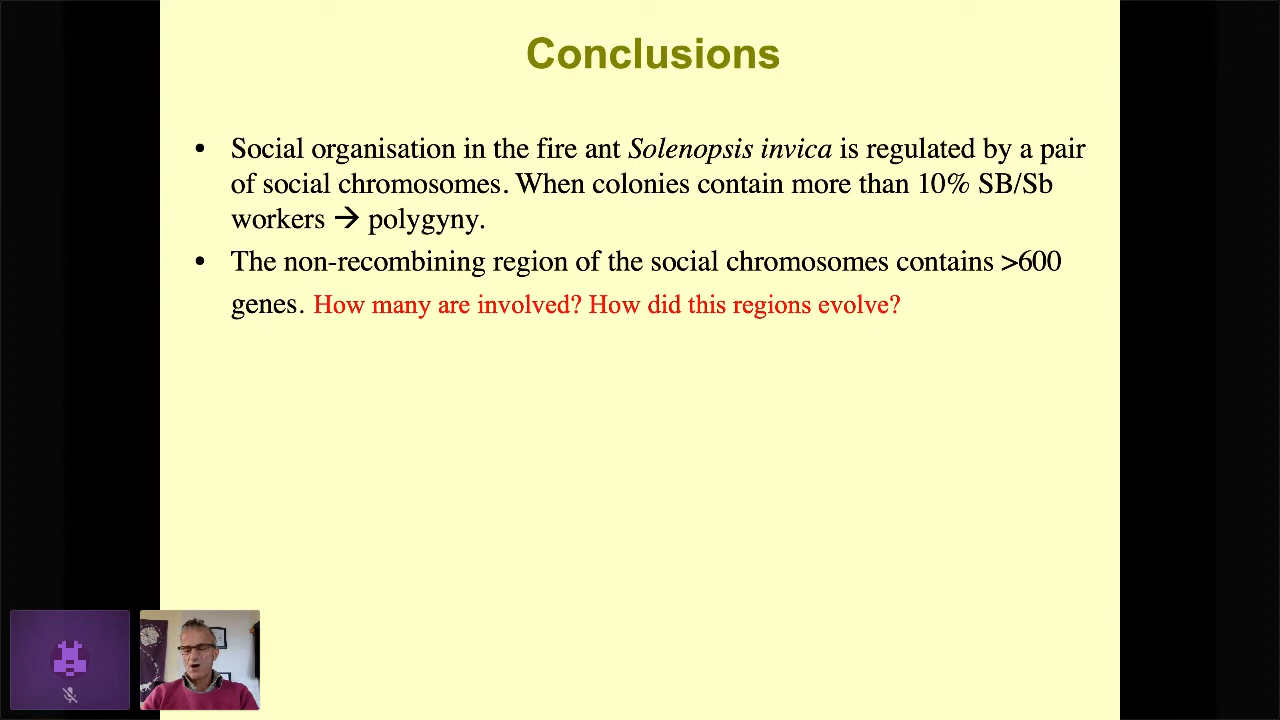 Conclusions
• Social organisation in the fire ant Solenopsis invica is regulated by a pair
of social chromosomes. When colonies contain more than 10% SB/Sb
workers → polygyny.
• The non-recombining region of the social chromosomes contains >600
genes. How many are involved? How did this regions evolve?